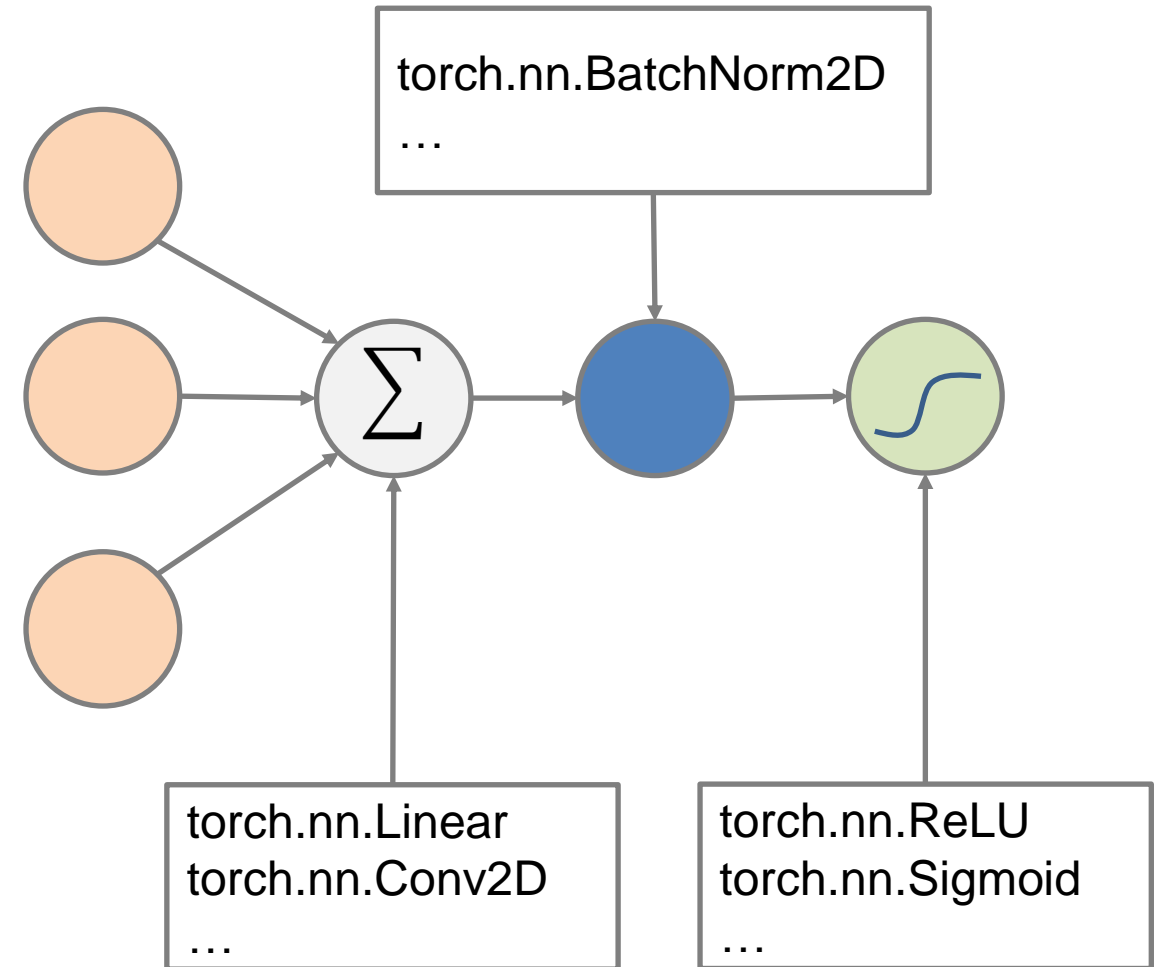 torch.nn.BatchNorm2D
…
∑
torch.nn.Linear
torch.nn.Conv2D
…
torch.nn.ReLU
torch.nn.Sigmoid
…